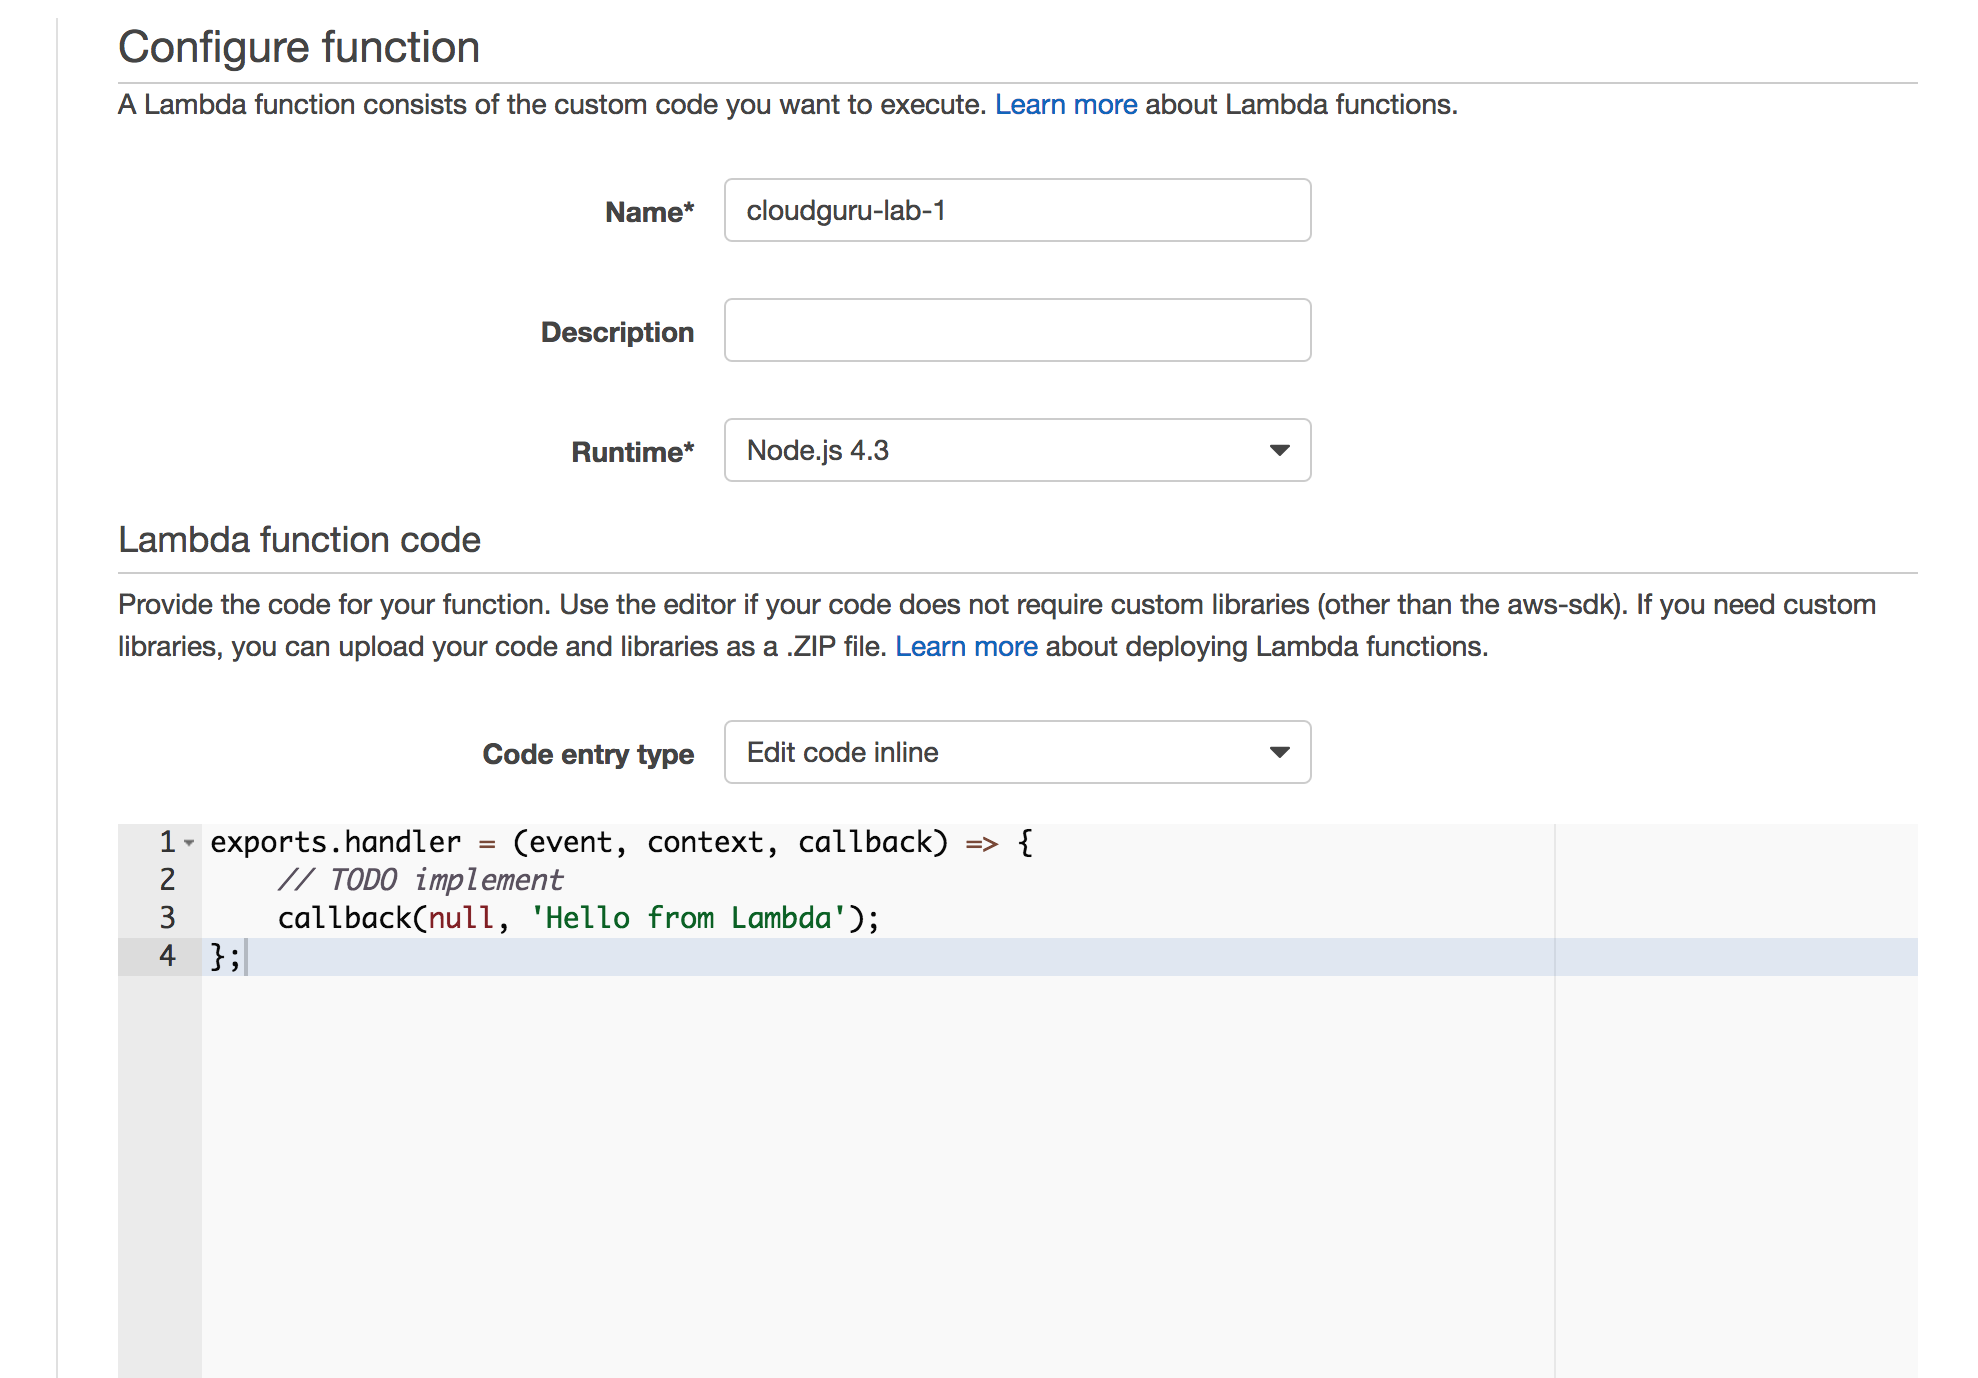 Configure function
A Lambda function consists of the custom code you want to execute. Learn more about Lambda functions.
Name* cloudguru-lab-1
Description
Runtime* Node.js 4.3
Lambda function code
Provide the code for your function. Use the editor if your code does not require custom libraries (other than the aws-sdk). If you need custom
libraries, you can upload your code and libraries as a .ZIP file. Learn more about deploying Lambda functions.
Code entry type Edit code inline
1 exports.handler = (event, context, callback) => {
2     // TODO implement
3     callback(null, 'Hello from Lambda');
4 };